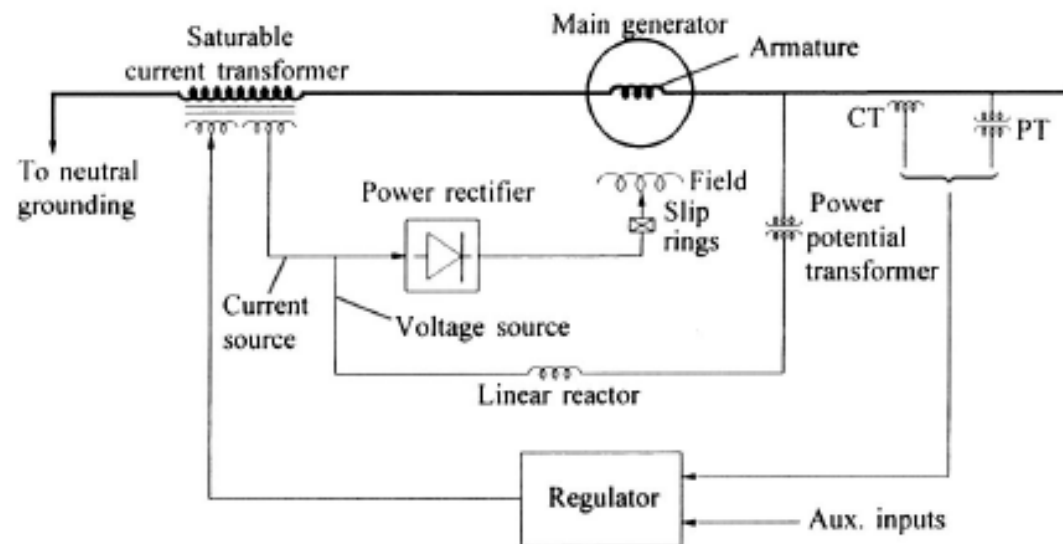 Main generator
Saturable
current transformer
Armature
CT
PT
To neutral
grounding
Power rectifier
Field
Slip
rings
Power
potential
transformer
Current
source
Voltage source
Linear reactor
Regulator
Aux. inputs